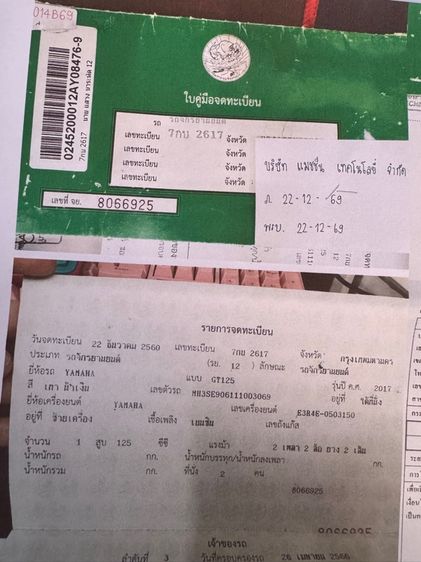 014B69
0245200012AY08476-9
7กบ 2617
ใบคู่มือจดทะเบียน
รถ รถจักรยานยนต์
เลขทะเบียน 7กบ 2617 จังหวัด
เลขทะเบียน จังหวัด
เลขทะเบียน จังหวัด
เลขทะเบียน จังหวัด
เลขที่ จย. 8066925
บริษัท แมชชีน เทคโนโลยี่ จำกัด
ภ. 22-12-69
พรบ. 22-12-69
รายการจดทะเบียน
วันจดทะเบียน 22 ธันวาคม 2560 เลขทะเบียน 7กบ 2617 จังหวัด กรุงเทพมหานคร
ประเภท รถจักรยานยนต์ (รย. 12) ลักษณะ รถจักรยานยนต์
ยี่ห้อรถ YAMAHA แบบ GT125 รุ่นปี ค.ศ. 2017
สี เทา น้ำเงิน เลขตัวรถ MH3SE906111003069 อยู่ที่
ยี่ห้อเครื่องยนต์ YAMAHA เลขเครื่องยนต์ E3R4E-0503150
อยู่ที่ ซ้ายเครื่อง เชื้อเพลิง เบนซิน เลขถังแก๊ส
จำนวน 1 สูบ 125 ซีซี แรงม้า 2 เพลา 2 ล้อ ยาง 2 เส้น
น้ำหนักรถ กก. น้ำหนักบรรทุก/น้ำหนักลงเพลา กก.
น้ำหนักรวม กก. ที่นั่ง 2 คน
8066925
8066925
เจ้าของรถ
ลำดับที่ 3 วันที่ครอบครองรถ 26 เมษายน 2566